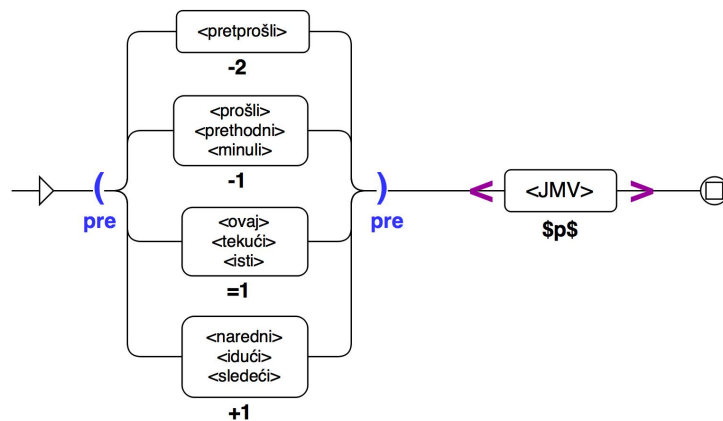 <pretprošli>
-2
<prošli>
<prethodni>
<minuli>
-1
( ) < <JMV> >
pre pre
$p$
<ovaj>
<tekući>
<isti>
=1
<naredni>
<idući>
<sledeći>
+1